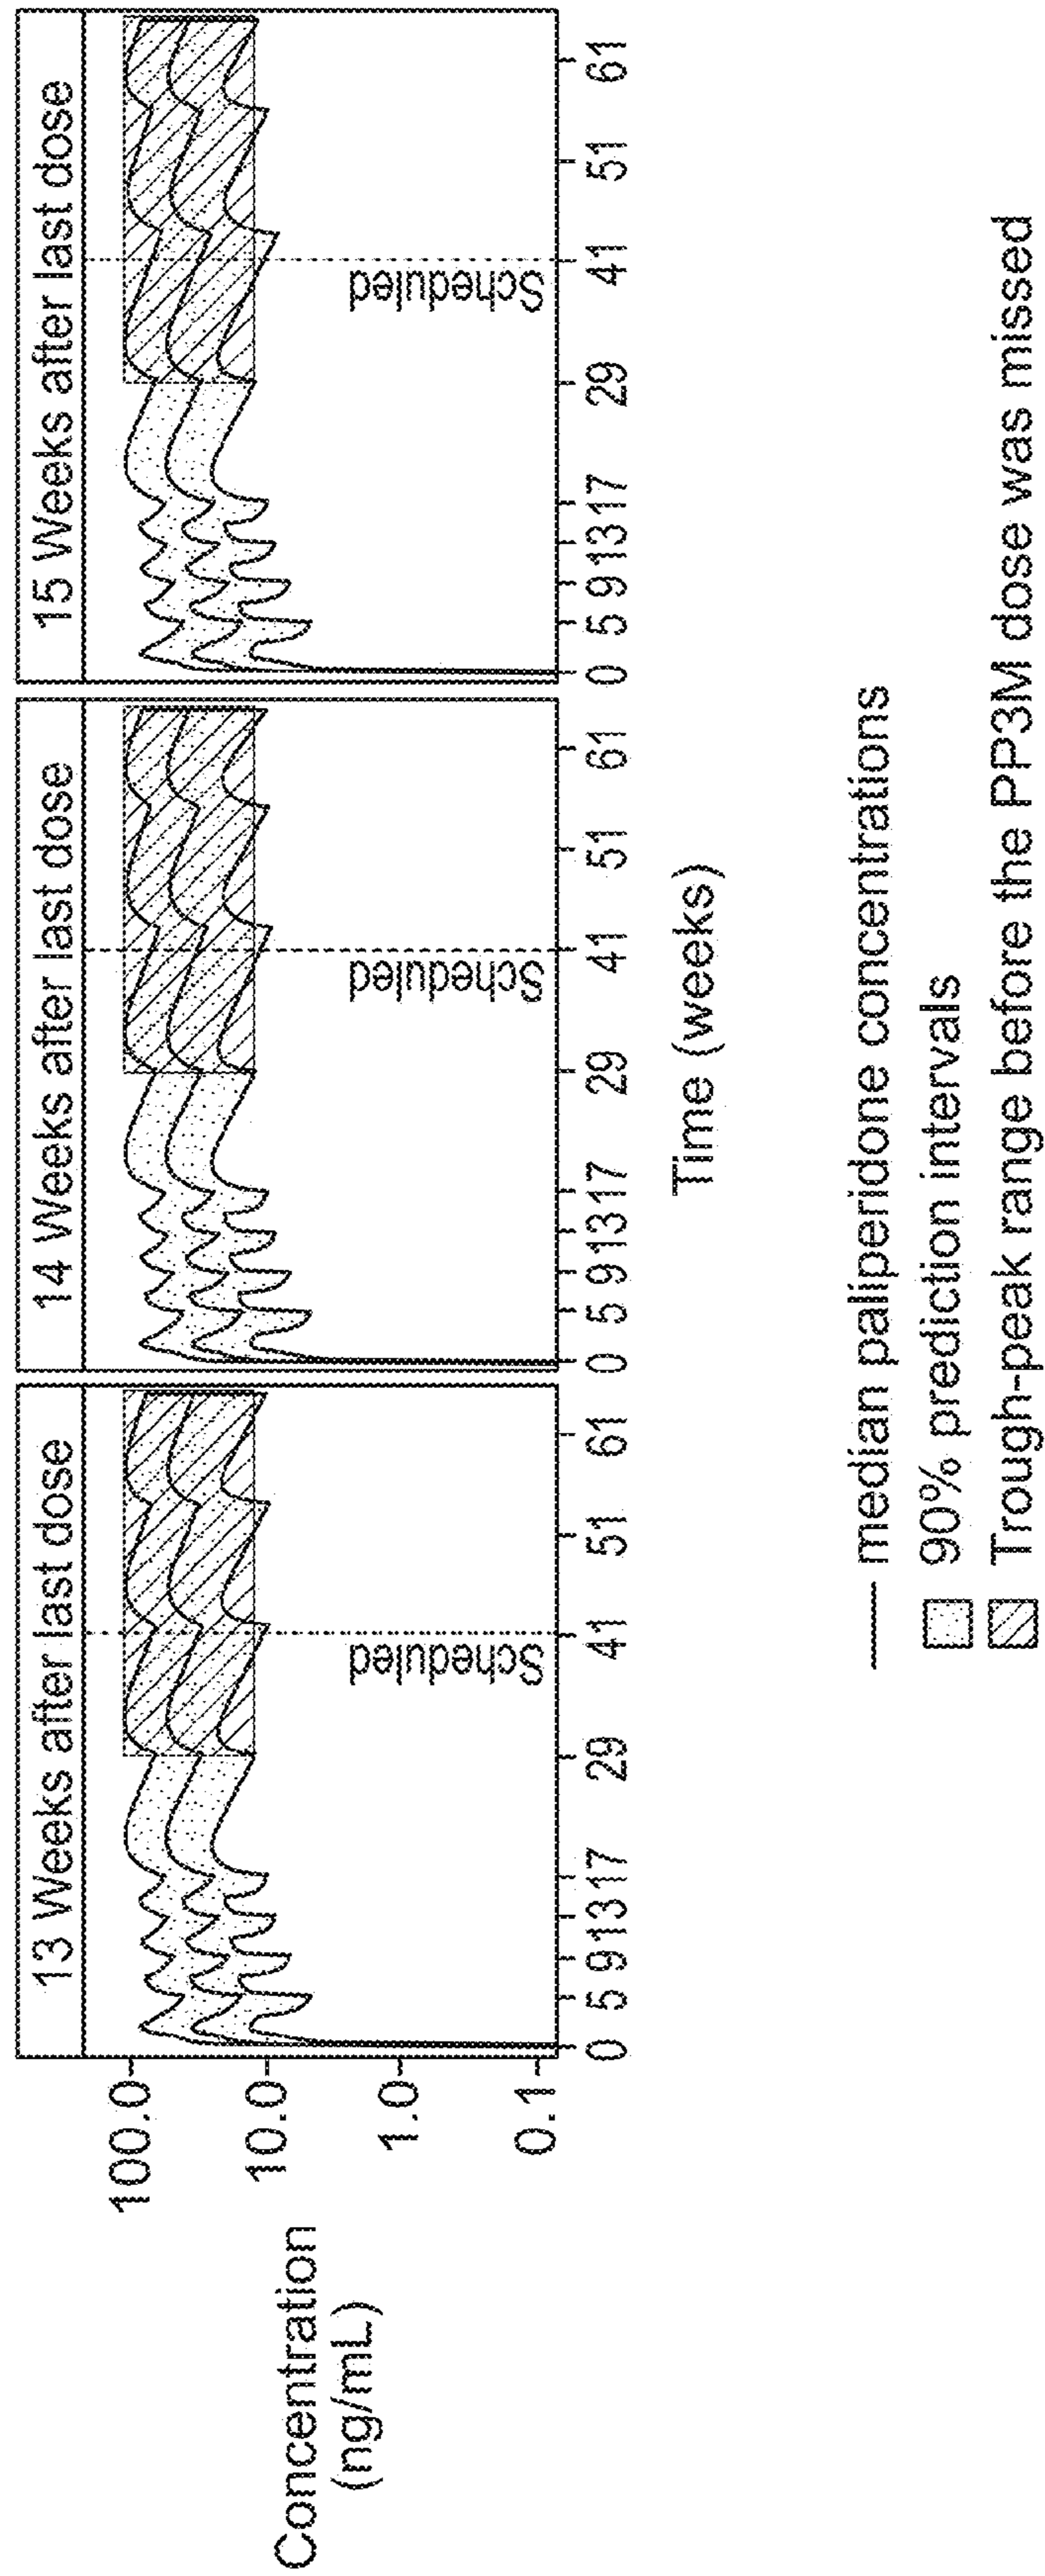 13 Weeks after last dose
14 Weeks after last dose
15 Weeks after last dose
Concentration
(ng/mL)
100.0
10.0
1.0
0.1
Scheduled
Scheduled
Scheduled
0 5 9 13 17 29 41 51 61
0 5 9 13 17 29 41 51 61
0 5 9 13 17 29 41 51 61
Time (weeks)
median paliperidone concentrations
90% prediction intervals
Trough-peak range before the PP3M dose was missed